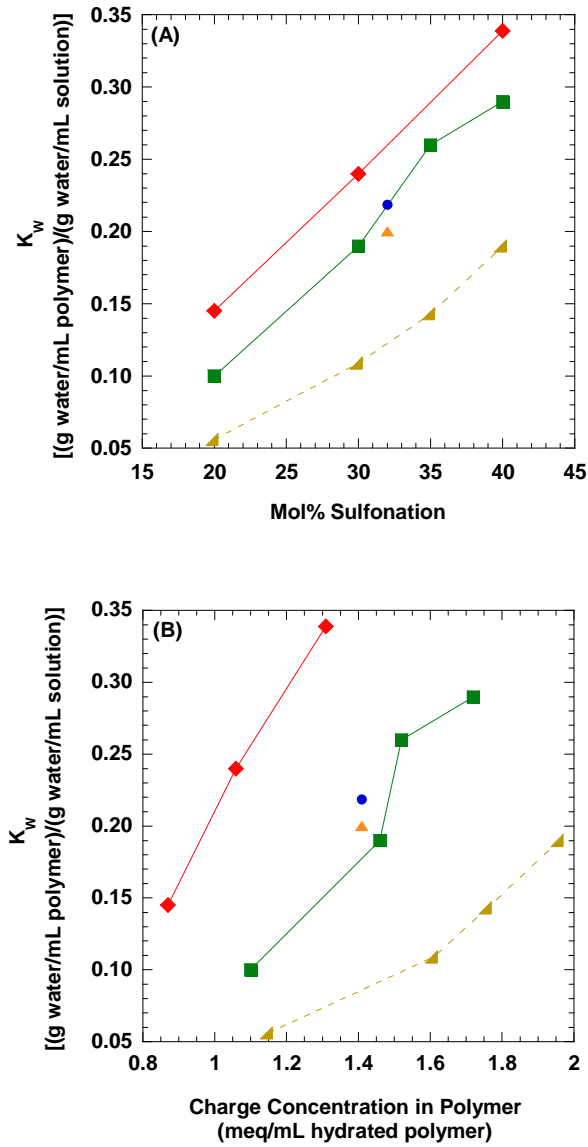 (A)
0.35
0.30
0.25
0.20
0.15
0.10
0.05
K_w
[(g water/mL polymer)/(g water/mL solution)]
15 20 25 30 35 40 45
Mol% Sulfonation
(B)
0.35
0.30
0.25
0.20
0.15
0.10
0.05
K_w
[(g water/mL polymer)/(g water/mL solution)]
0.8 1 1.2 1.4 1.6 1.8 2
Charge Concentration in Polymer
(meq/mL hydrated polymer)